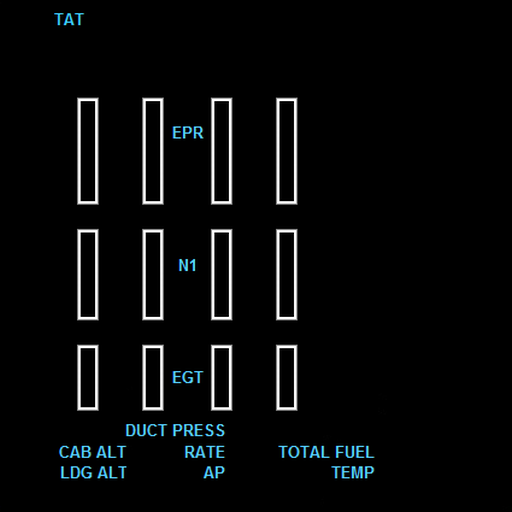 TAT
EPR
N1
EGT
DUCT PRESS
CAB ALT RATE TOTAL FUEL
LDG ALT AP TEMP